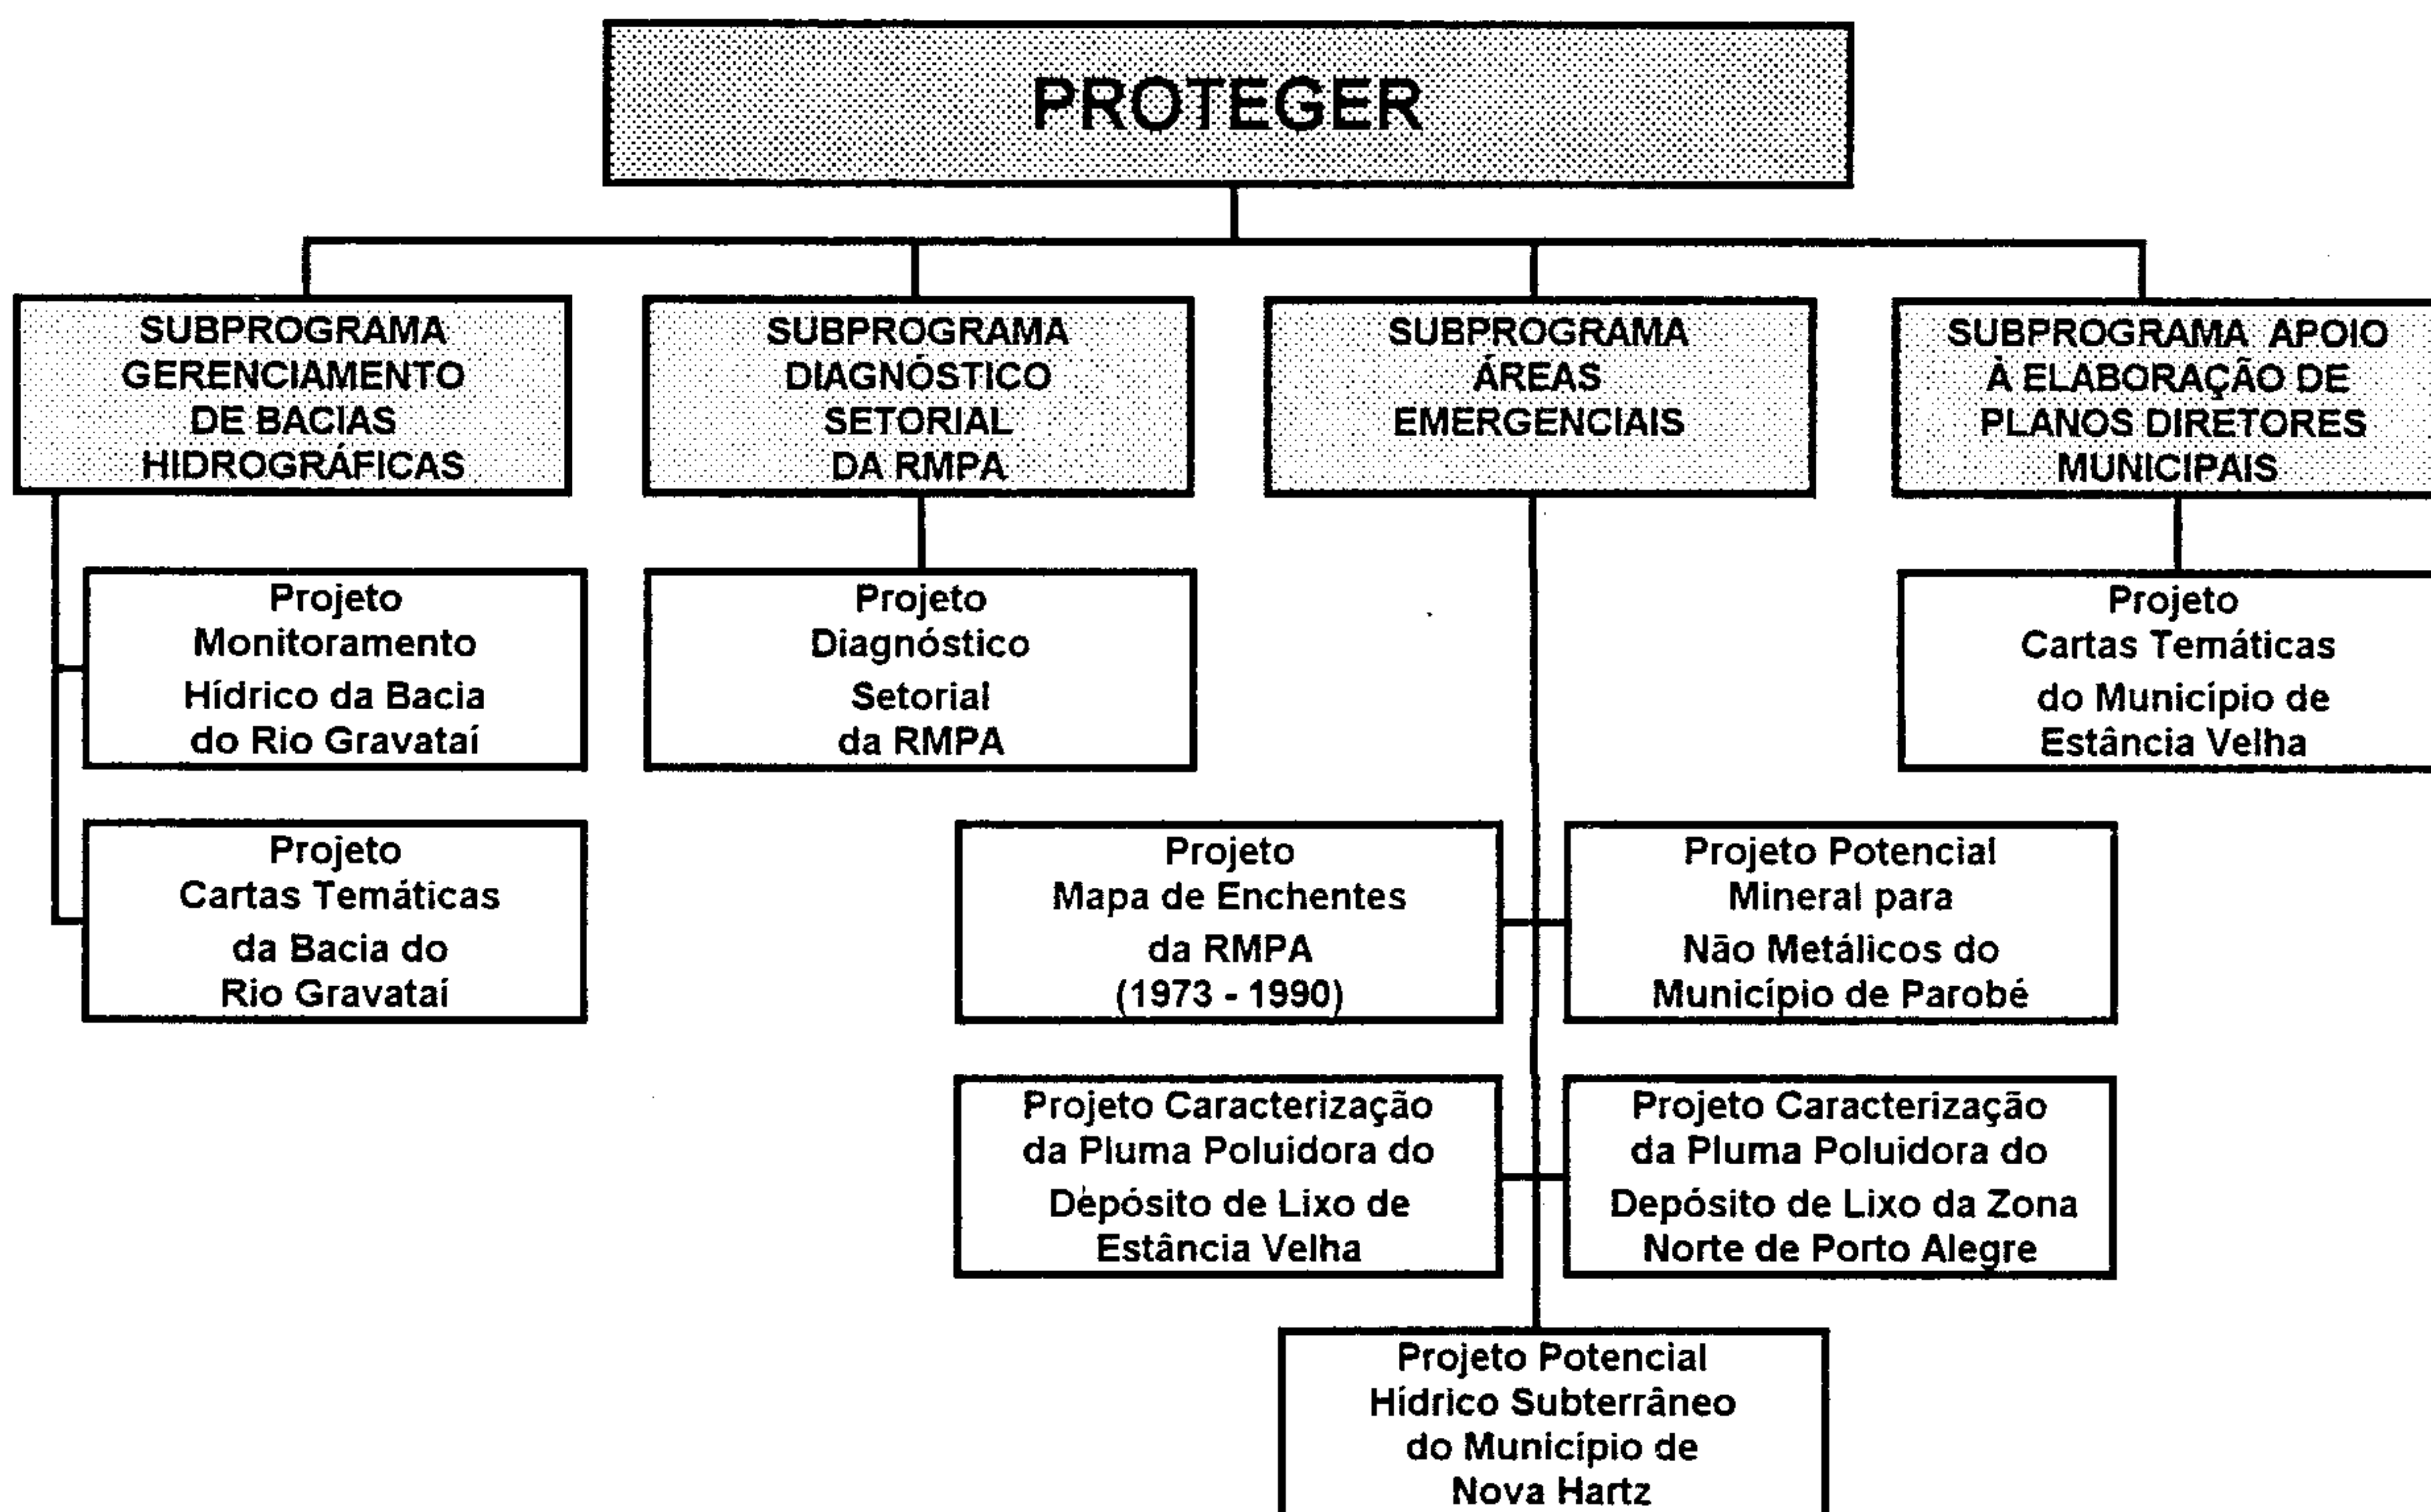 PROTEGER
SUBPROGRAMA
GERENCIAMENTO
DE BACIAS
HIDROGRÁFICAS
SUBPROGRAMA
DIAGNÓSTICO
SETORIAL
DA RMPA
SUBPROGRAMA
ÁREAS
EMERGENCIAIS
SUBPROGRAMA APOIO
À ELABORAÇÃO DE
PLANOS DIRETORES
MUNICIPAIS
Projeto
Monitoramento
Hídrico da Bacia
do Rio Gravataí
Projeto
Diagnóstico
Setorial
da RMPA
Projeto
Cartas Temáticas
do Município de
Estância Velha
Projeto
Cartas Temáticas
da Bacia do
Rio Gravataí
Projeto
Mapa de Enchentes
da RMPA
(1973 - 1990)
Projeto Potencial
Mineral para
Não Metálicos do
Município de Parobé
Projeto Caracterização
da Pluma Poluidora do
Depósito de Lixo de
Estância Velha
Projeto Caracterização
da Pluma Poluidora do
Depósito de Lixo da Zona
Norte de Porto Alegre
Projeto Potencial
Hídrico Subterrâneo
do Município de
Nova Hartz